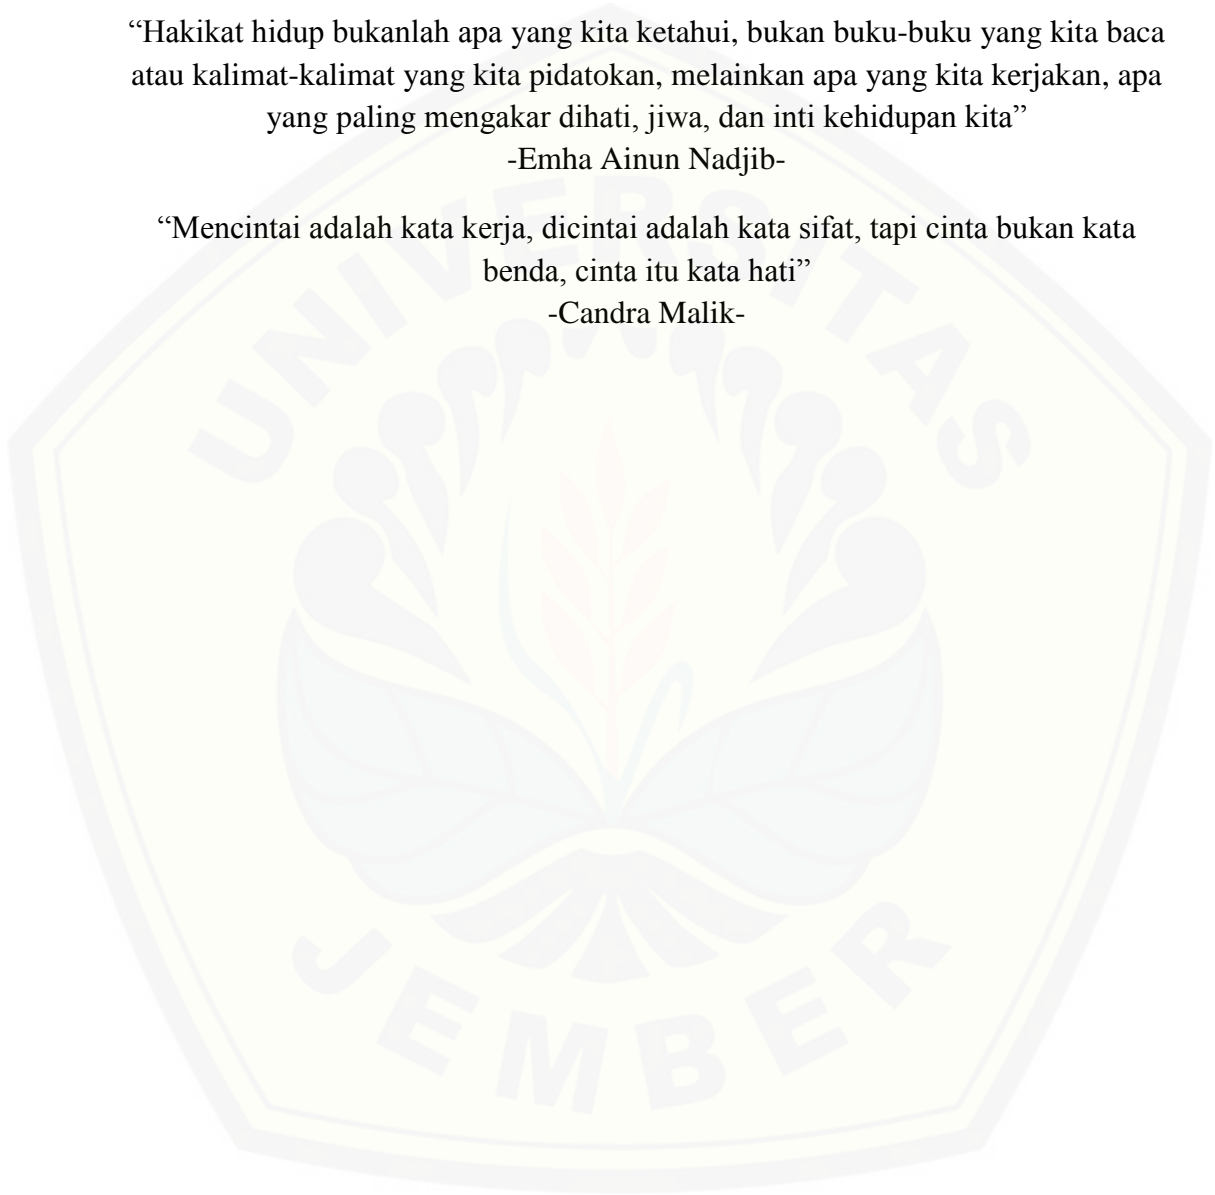 “Hakikat hidup bukanlah apa yang kita ketahui, bukan buku-buku yang kita baca
atau kalimat-kalimat yang kita pidatokan, melainkan apa yang kita kerjakan, apa
yang paling mengakar dihati, jiwa, dan inti kehidupan kita”
-Emha Ainun Nadjib-
“Mencintai adalah kata kerja, dicintai adalah kata sifat, tapi cinta bukan kata
benda, cinta itu kata hati”
-Candra Malik-
UNIVERSITAS
JEMBER